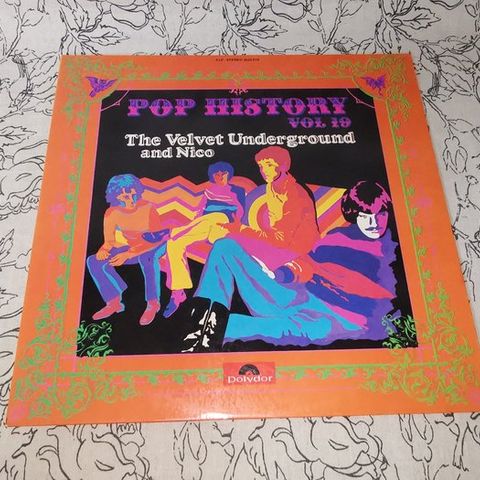 POP HISTORY
VOL 19
The Velvet Underground
and Nico
Polydor